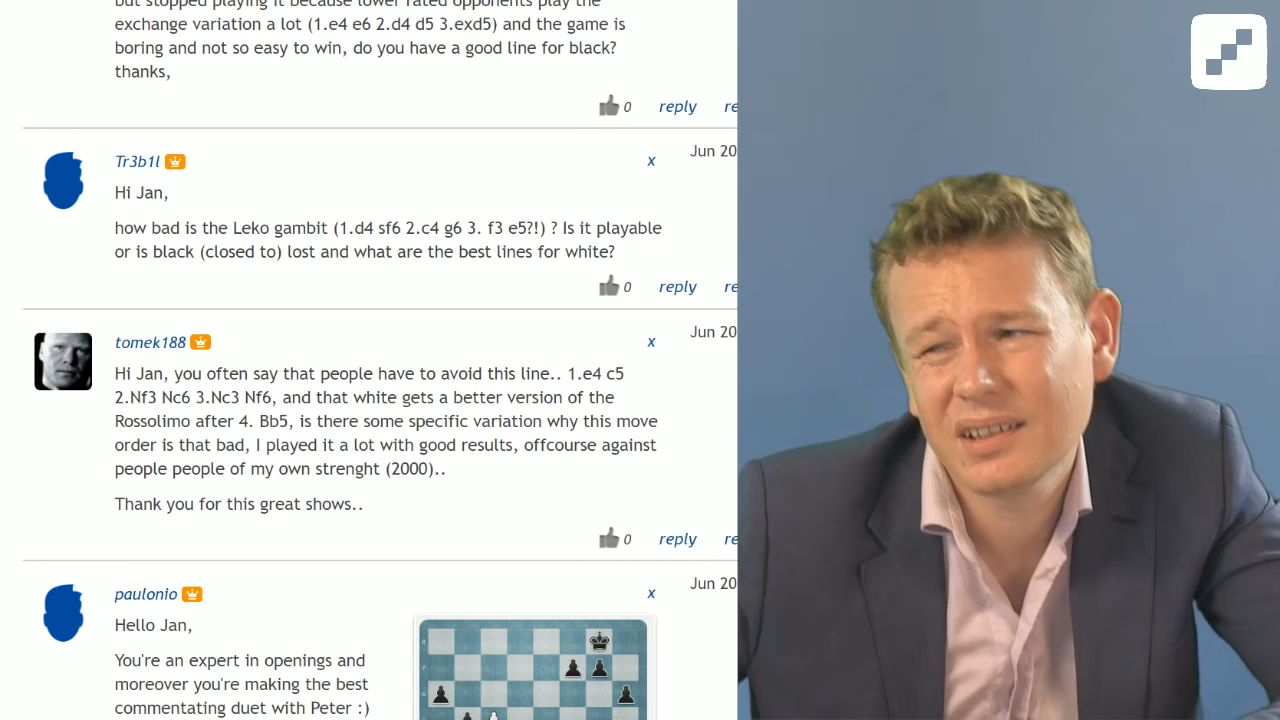 but stopped playing it because lower rated opponents play the
exchange variation a lot (1.e4 e6 2.d4 d5 3.exd5) and the game is
boring and not so easy to win, do you have a good line for black?
thanks,
0 reply re
Tr3b1l x Jun 20
Hi Jan,
how bad is the Leko gambit (1.d4 sf6 2.c4 g6 3. f3 e5?!) ? Is it playable
or is black (closed to) lost and what are the best lines for white?
0 reply re
tomek188 x Jun 20
Hi Jan, you often say that people have to avoid this line.. 1.e4 c5
2.Nf3 Nc6 3.Nc3 Nf6, and that white gets a better version of the
Rossolimo after 4. Bb5, is there some specific variation why this move
order is that bad, I played it a lot with good results, offcourse against
people people of my own strenght (2000)..
Thank you for this great shows..
0 reply re
paulonio x Jun 20
Hello Jan,
You're an expert in openings and
moreover you're making the best
commentating duet with Peter :)
8
7
6